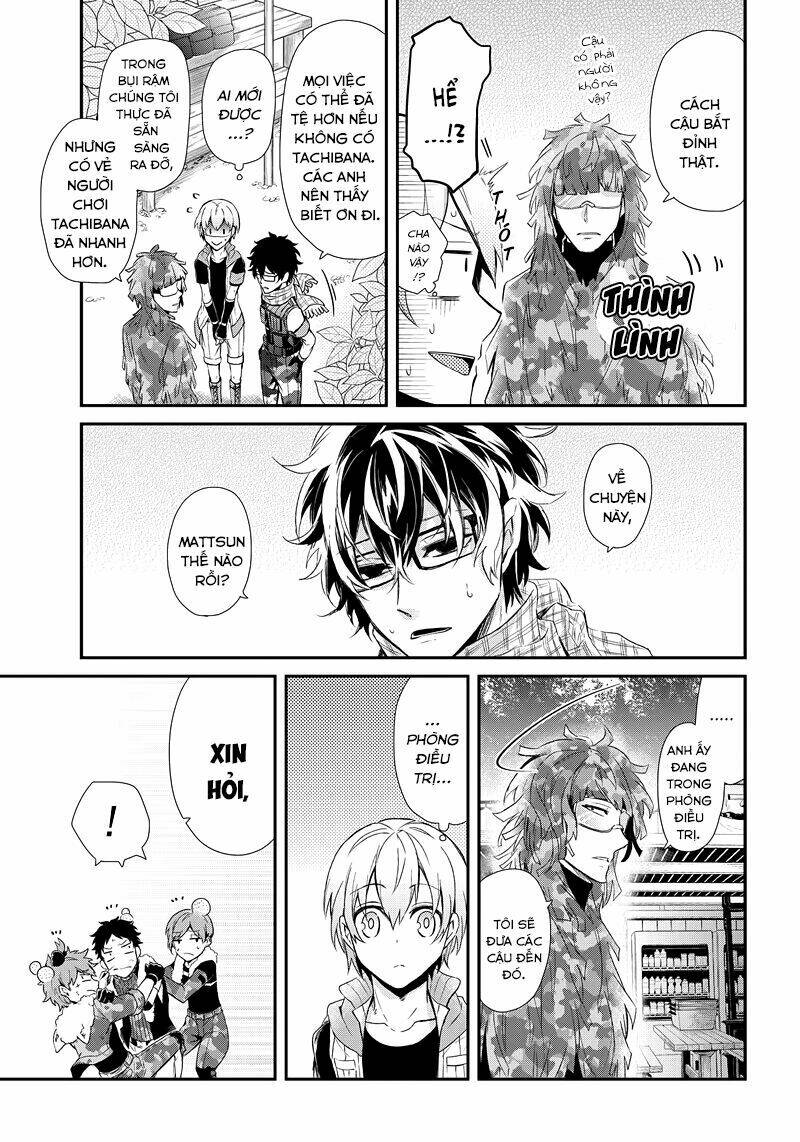 CÁCH
CẬU BẮT
ĐỈNH
THẬT.
Cậu
có phải
người
không
vậy?
HỂ
.....!?
THỘT
CHA
NÀO
VẬY
!?
THÌNH
LÌNH
MỌI VIỆC
CÓ THỂ ĐÃ
TỆ HƠN NẾU
KHÔNG CÓ
TACHIBANA.
CÁC ANH
NÊN THẤY
BIẾT ƠN ĐI.
AI MỚI
ĐƯỢC
...?
TRONG
BỤI RẬM
CHÚNG TÔI
THỰC ĐÃ
SẴN
SÀNG
RA ĐỠ,
NHƯNG
CÓ VẺ
NGƯỜI
CHƠI
TACHIBANA
ĐÃ NHANH
HƠN.
VỀ
CHUYỆN
NÀY,
MATTSUN
THẾ NÀO
RỒI?
.....
ANH ẤY
ĐANG
TRONG
PHÒNG
ĐIỀU
TRỊ.
TÔI SẼ
ĐƯA CÁC
CẬU ĐẾN
ĐÓ.
...
PHÒNG
ĐIỀU
TRỊ...
XIN
HỎI,
!